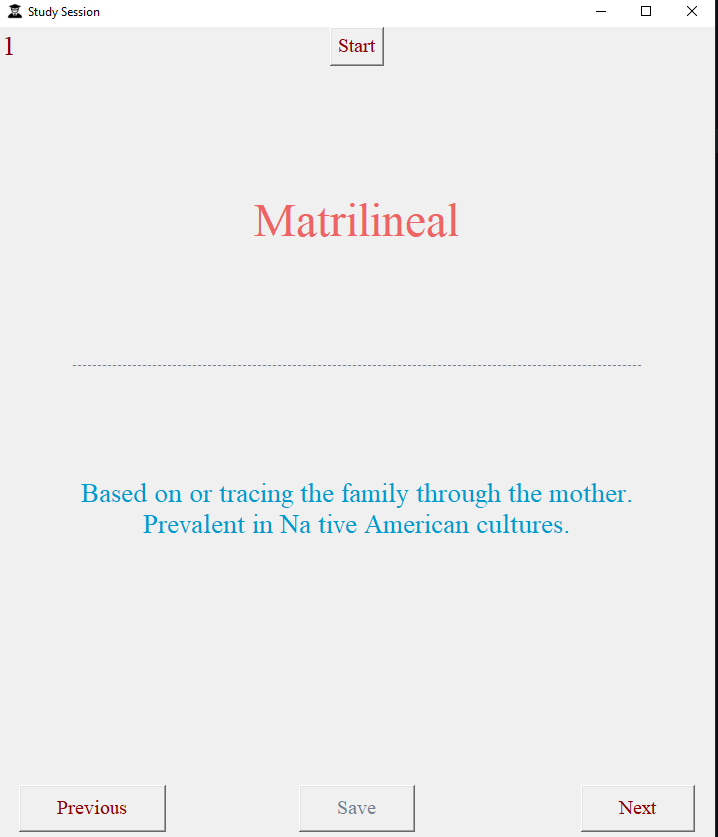 Study Session
1
Start
Matrilineal
Based on or tracing the family through the mother.
Prevalent in Na tive American cultures.
Previous
Save
Next